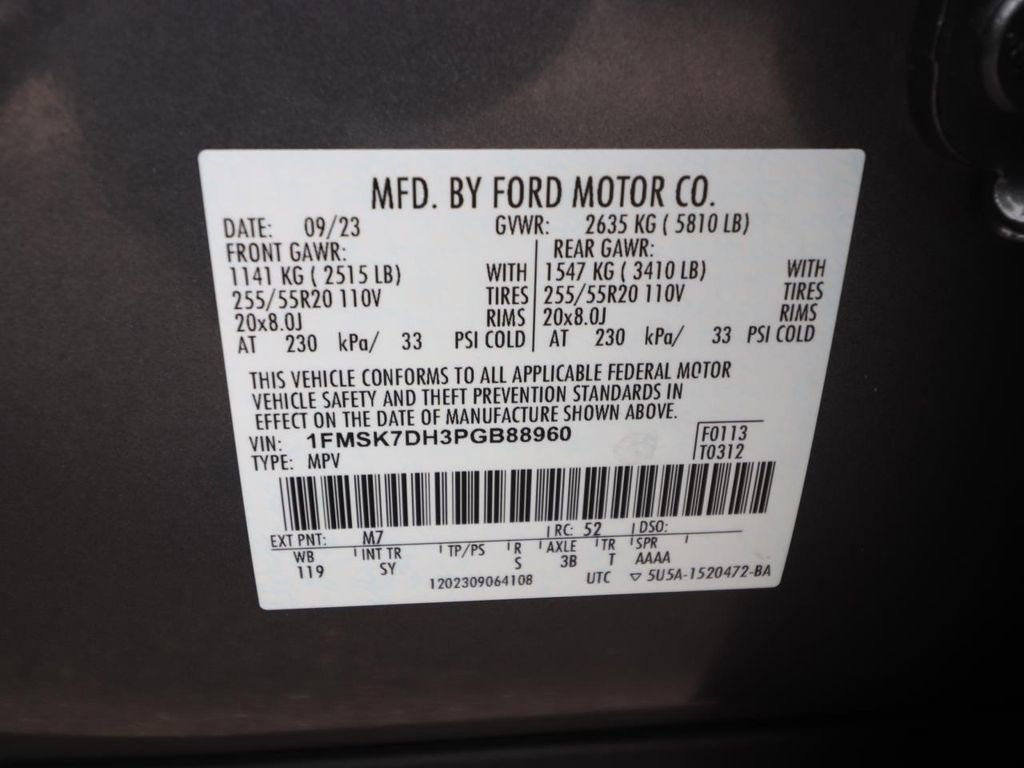 MFD. BY FORD MOTOR CO.
DATE: 09/23 GVWR: 2635 KG ( 5810 LB)
FRONT GAWR: REAR GAWR:
1141 KG ( 2515 LB) WITH 1547 KG ( 3410 LB) WITH
255/55R20 110V TIRES 255/55R20 110V TIRES
20x8.0J RIMS 20x8.0J RIMS
AT 230 kPa/ 33 PSI COLD AT 230 kPa/ 33 PSI COLD
THIS VEHICLE CONFORMS TO ALL APPLICABLE FEDERAL MOTOR
VEHICLE SAFETY AND THEFT PREVENTION STANDARDS IN
EFFECT ON THE DATE OF MANUFACTURE SHOWN ABOVE.
VIN: 1FMSK7DH3PGB88960 F0113
TYPE: MPV T0312
EXT PNT: M7 RC: 52 DSO:
WB INT TR TP/PS R AXLE TR SPR
119 SY S 3B T AAAA
1202309064108 UTC ▽ 5U5A-1520472-BA